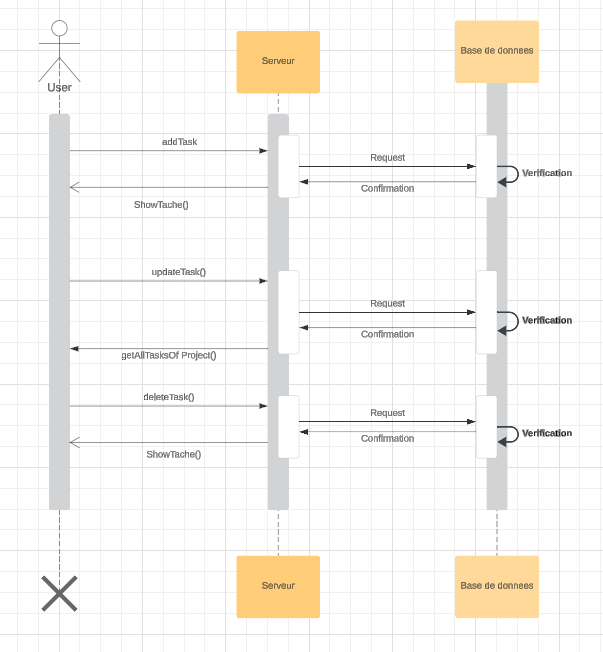 Serveur
Base de donnees
User
addTask
Request
Verification
Confirmation
ShowTache()
updateTask()
Request
Verification
Confirmation
getAllTasksOf Project()
deleteTask()
Request
Verification
Confirmation
ShowTache()
Serveur
Base de donnees